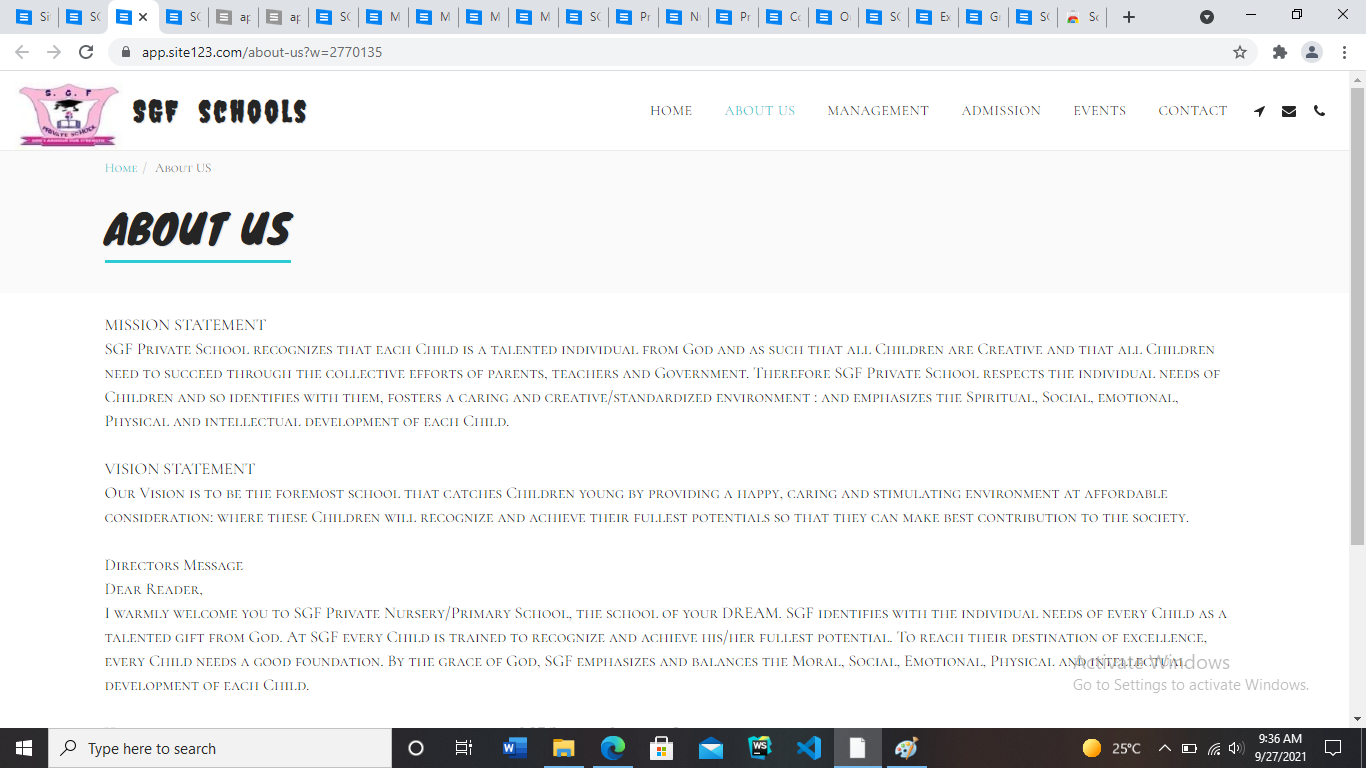 Si
SC
SC
ap
ap
SC
M
M
M
M
SC
Pr
Nu
Pr
Co
O
SC
Ex
G
SC
Sc
app.site123.com/about-us?w=2770135
S. G. F
PRIVATE SCHOOL
SGF SCHOOLS
HOME ABOUT US MANAGEMENT ADMISSION EVENTS CONTACT
Home / About US
ABOUT US
MISSION STATEMENT
SGF Private School recognizes that each Child is a talented individual from God and as such that all Children are Creative and that all Children
need to succeed through the collective efforts of parents, teachers and Government. Therefore SGF Private School respects the individual needs of
Children and so identifies with them, fosters a caring and creative/standardized environment : and emphasizes the Spiritual, Social, emotional,
Physical and intellectual development of each Child.
VISION STATEMENT
Our Vision is to be the foremost school that catches Children young by providing a happy, caring and stimulating environment at affordable
consideration: where these Children will recognize and achieve their fullest potentials so that they can make best contribution to the society.
Directors Message
Dear Reader,
I warmly welcome you to SGF Private Nursery/Primary School, the school of your DREAM. SGF identifies with the individual needs of every Child as a
talented gift from God. At SGF every Child is trained to recognize and achieve his/her fullest potential. To reach their destination of excellence,
every Child needs a good foundation. By the grace of God, SGF emphasizes and balances the Moral, Social, Emotional, Physical and intellectual
development of each Child.
Activate Windows
Go to Settings to activate Windows.
Type here to search
W
WS
25°C
9:36 AM
9/27/2021